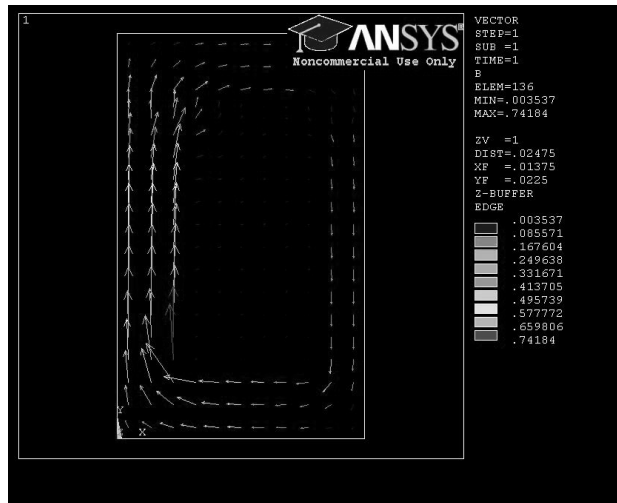 1
ANSYS
Noncommercial Use Only
VECTOR
STEP=1
SUB =1
TIME=1
B
ELEM=136
MIN=.003537
MAX=.74184
ZV =1
DIST=.02475
XF =.01375
YF =.0225
Z-BUFFER
EDGE
.003537
.085571
.167604
.249638
.331671
.413705
.495739
.577772
.659806
.74184
Y
X